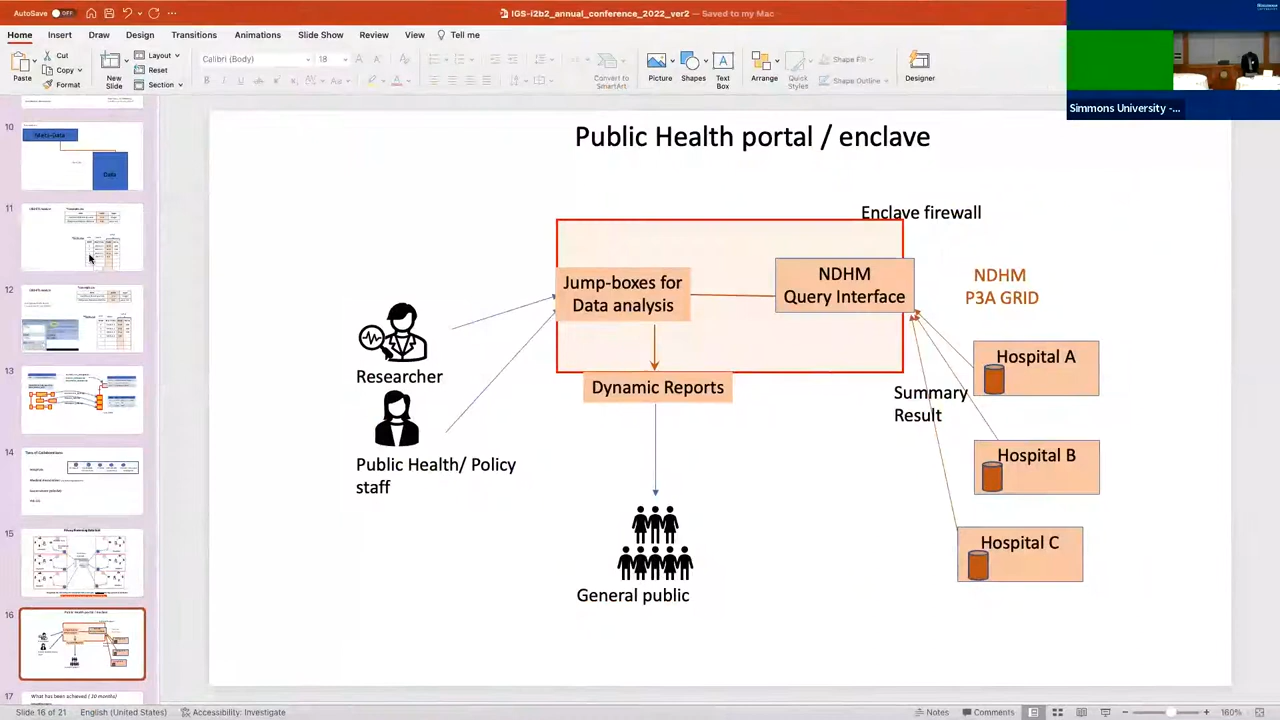 AutoSave OFF
IGS-i2b2_annual_conference_2022_ver2 — Saved to my Mac
Home Insert Draw Design Transitions Animations Slide Show Review View Tell me
Paste
Cut
Copy
Format
New Slide
Layout
Reset
Section
Calibri (Body) 18
Convert to SmartArt
Picture
Shapes
Text Box
Arrange
Quick Styles
Shape Fill
Shape Outline
Designer
Simmons University -...
10
Meta-Data
Data
11
12
13
14
15
16
17
What has been achieved ( 10 months)
Public Health portal / enclave
Enclave firewall
Jump-boxes for
Data analysis
NDHM
Query Interface
NDHM
P3A GRID
Researcher
Hospital A
Dynamic Reports
Summary
Result
Public Health/ Policy
staff
Hospital B
Hospital C
General public
Slide 16 of 21 English (United States) Accessibility: Investigate
Notes Comments 160%